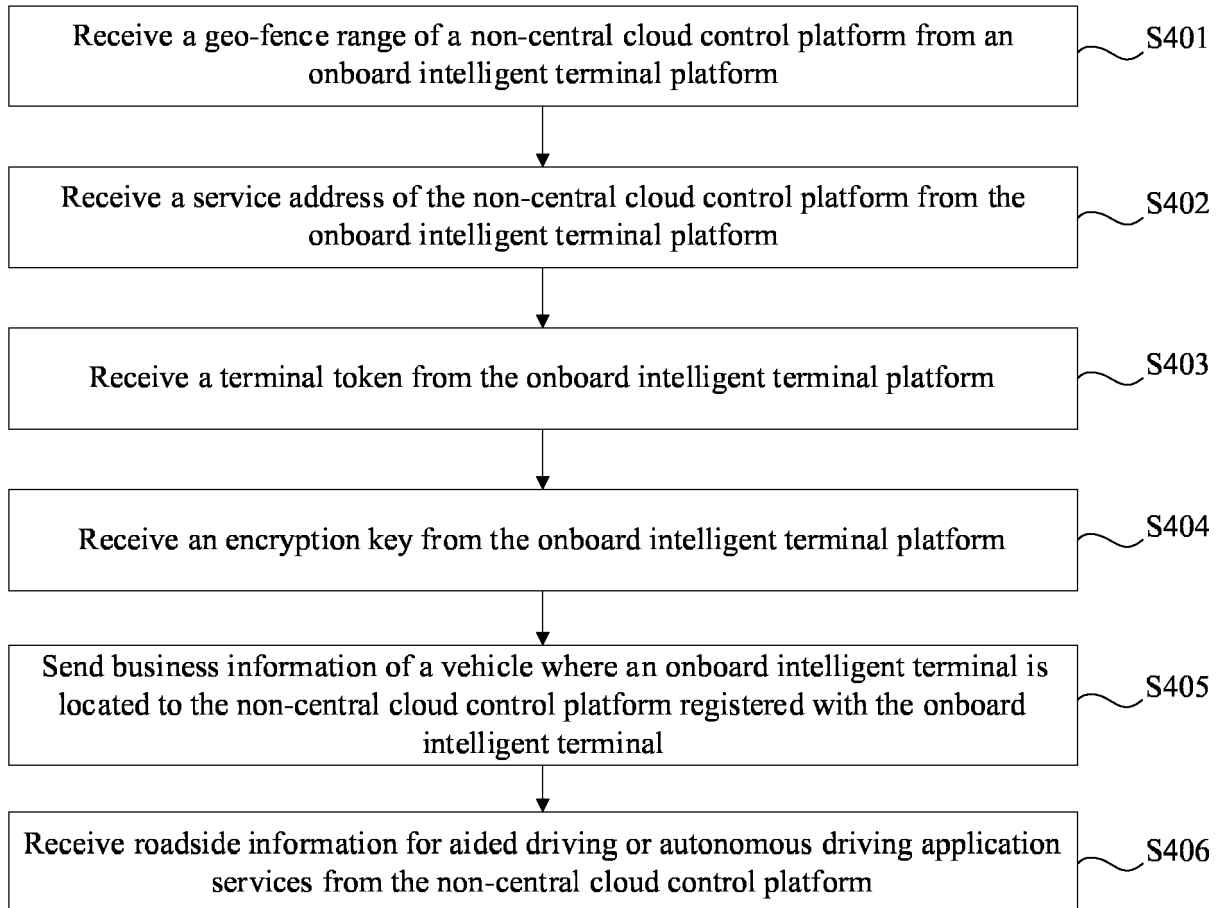 Receive a geo-fence range of a non-central cloud control platform from an
onboard intelligent terminal platform
S401
Receive a service address of the non-central cloud control platform from the
onboard intelligent terminal platform
S402
Receive a terminal token from the onboard intelligent terminal platform
S403
Receive an encryption key from the onboard intelligent terminal platform
S404
Send business information of a vehicle where an onboard intelligent terminal is
located to the non-central cloud control platform registered with the onboard
intelligent terminal
S405
Receive roadside information for aided driving or autonomous driving application
services from the non-central cloud control platform
S406